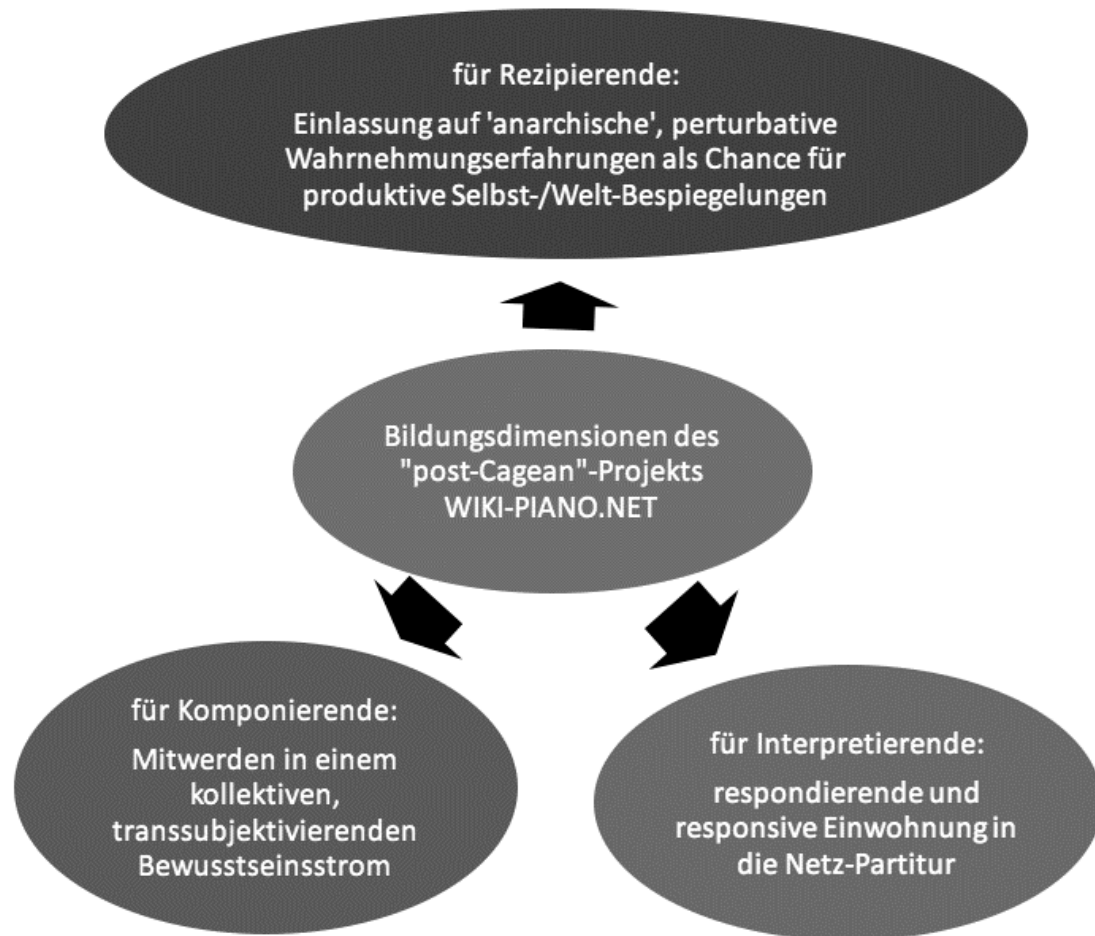 für Rezipierende:
Einlassung auf 'anarchische', perturbative
Wahrnehmungserfahrungen als Chance für
produktive Selbst-/Welt-Bespiegelungen
Bildungsdimensionen des
"post-Cagean"-Projekts
WIKI-PIANO.NET
für Komponierende:
Mitwerden in einem
kollektiven,
transsubjektivierenden
Bewusstseinsstrom
für Interpretierende:
respondierende und
responsive Einwohnung in
die Netz-Partitur